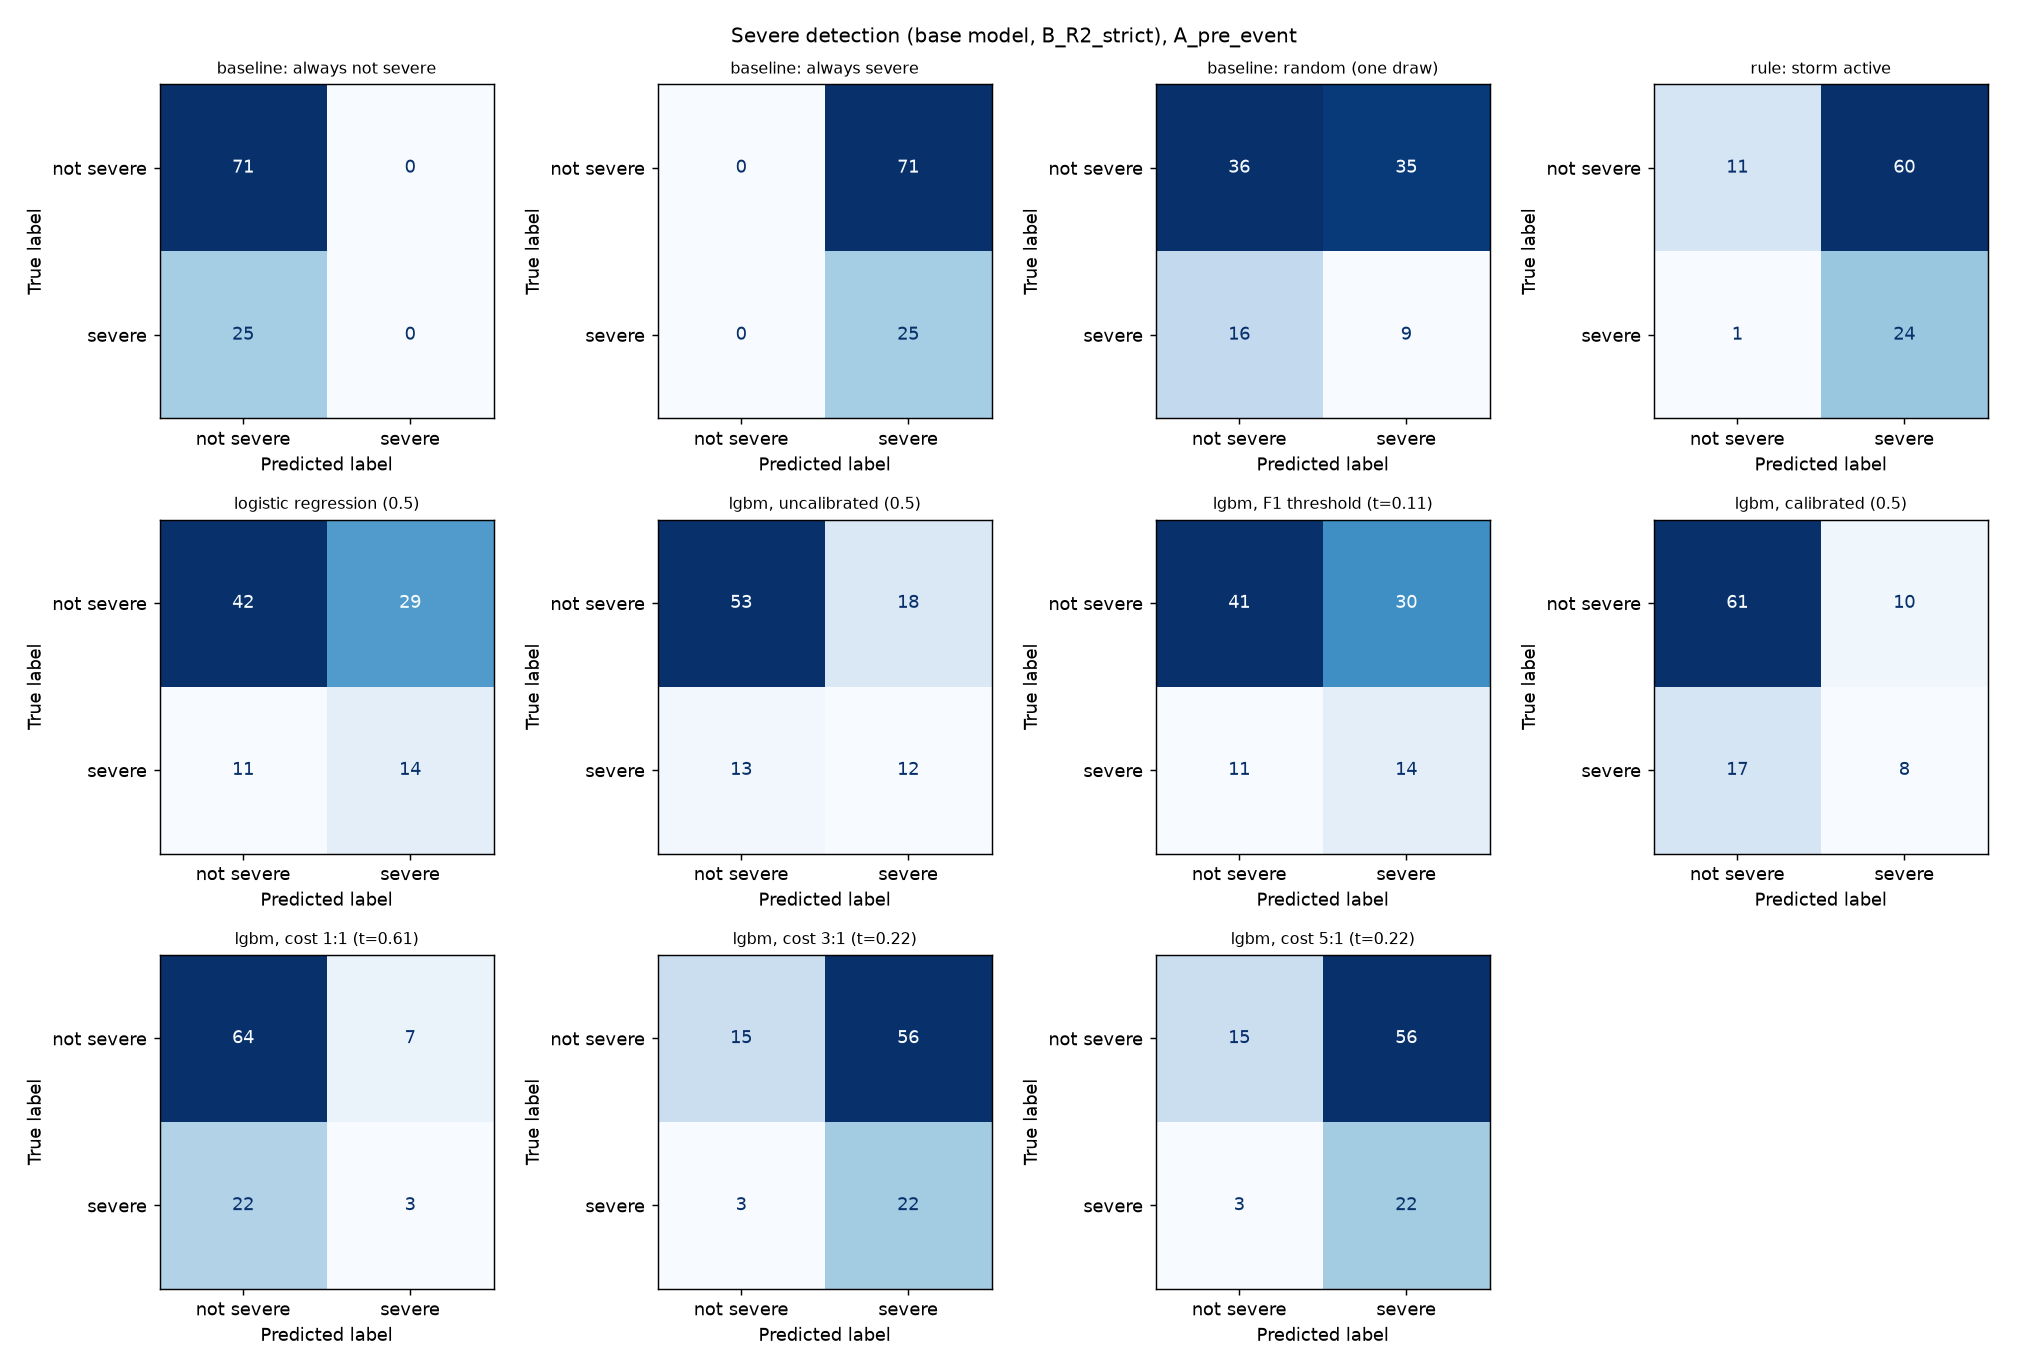 Severe detection (base model, B_R2_strict), A_pre_event
baseline: always not severe
True label
not severe
71
0
severe
25
0
not severe
severe
Predicted label
baseline: always severe
True label
not severe
0
71
severe
0
25
not severe
severe
Predicted label
baseline: random (one draw)
True label
not severe
36
35
severe
16
9
not severe
severe
Predicted label
rule: storm active
True label
not severe
11
60
severe
1
24
not severe
severe
Predicted label
logistic regression (0.5)
True label
not severe
42
29
severe
11
14
not severe
severe
Predicted label
lgbm, uncalibrated (0.5)
True label
not severe
53
18
severe
13
12
not severe
severe
Predicted label
lgbm, F1 threshold (t=0.11)
True label
not severe
41
30
severe
11
14
not severe
severe
Predicted label
lgbm, calibrated (0.5)
True label
not severe
61
10
severe
17
8
not severe
severe
Predicted label
lgbm, cost 1:1 (t=0.61)
True label
not severe
64
7
severe
22
3
not severe
severe
Predicted label
lgbm, cost 3:1 (t=0.22)
True label
not severe
15
56
severe
3
22
not severe
severe
Predicted label
lgbm, cost 5:1 (t=0.22)
True label
not severe
15
56
severe
3
22
not severe
severe
Predicted label